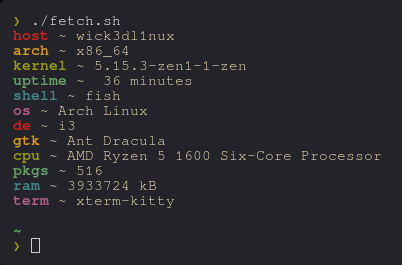 ❯ ./fetch.sh
host ~ wick3dl1nux
arch ~ x86_64
kernel ~ 5.15.3-zen1-1-zen
uptime ~  36 minutes
shell ~ fish
os ~ Arch Linux
de ~ i3
gtk ~ Ant Dracula
cpu ~ AMD Ryzen 5 1600 Six-Core Processor
pkgs ~ 516
ram ~ 3933724 kB
term ~ xterm-kitty
~
❯